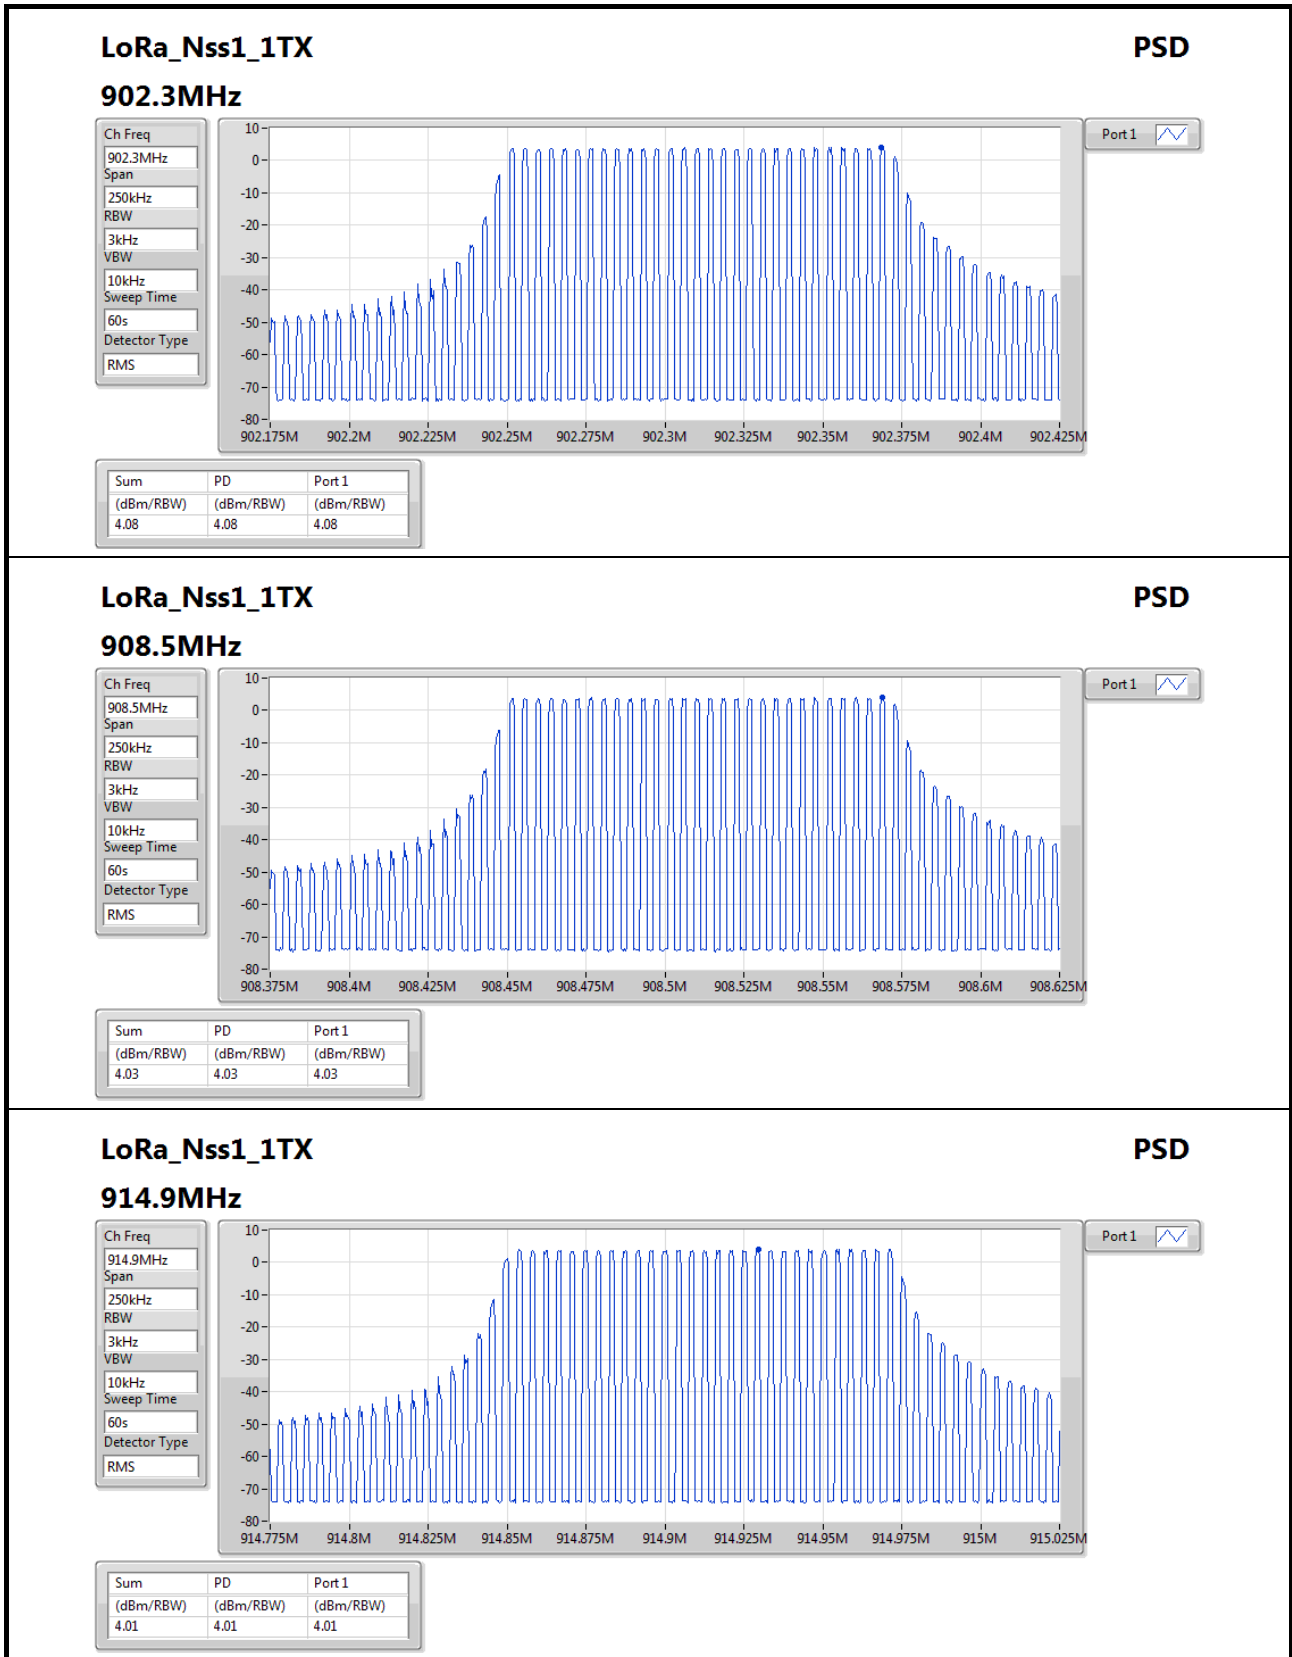 LoRa_Nss1_1TX PSD
902.3MHz
Ch Freq
902.3MHz
Span
250kHz
RBW
3kHz
VBW
10kHz
Sweep Time
60s
Detector Type
RMS
10
0
-10
-20
-30
-40
-50
-60
-70
-80
902.175M 902.2M 902.225M 902.25M 902.275M 902.3M 902.325M 902.35M 902.375M 902.4M 902.425M
Port 1
Sum PD Port 1
(dBm/RBW) (dBm/RBW) (dBm/RBW)
4.08 4.08 4.08
LoRa_Nss1_1TX PSD
908.5MHz
Ch Freq
908.5MHz
Span
250kHz
RBW
3kHz
VBW
10kHz
Sweep Time
60s
Detector Type
RMS
10
0
-10
-20
-30
-40
-50
-60
-70
-80
908.375M 908.4M 908.425M 908.45M 908.475M 908.5M 908.525M 908.55M 908.575M 908.6M 908.625M
Port 1
Sum PD Port 1
(dBm/RBW) (dBm/RBW) (dBm/RBW)
4.03 4.03 4.03
LoRa_Nss1_1TX PSD
914.9MHz
Ch Freq
914.9MHz
Span
250kHz
RBW
3kHz
VBW
10kHz
Sweep Time
60s
Detector Type
RMS
10
0
-10
-20
-30
-40
-50
-60
-70
-80
914.775M 914.8M 914.825M 914.85M 914.875M 914.9M 914.925M 914.95M 914.975M 915M 915.025M
Port 1
Sum PD Port 1
(dBm/RBW) (dBm/RBW) (dBm/RBW)
4.01 4.01 4.01